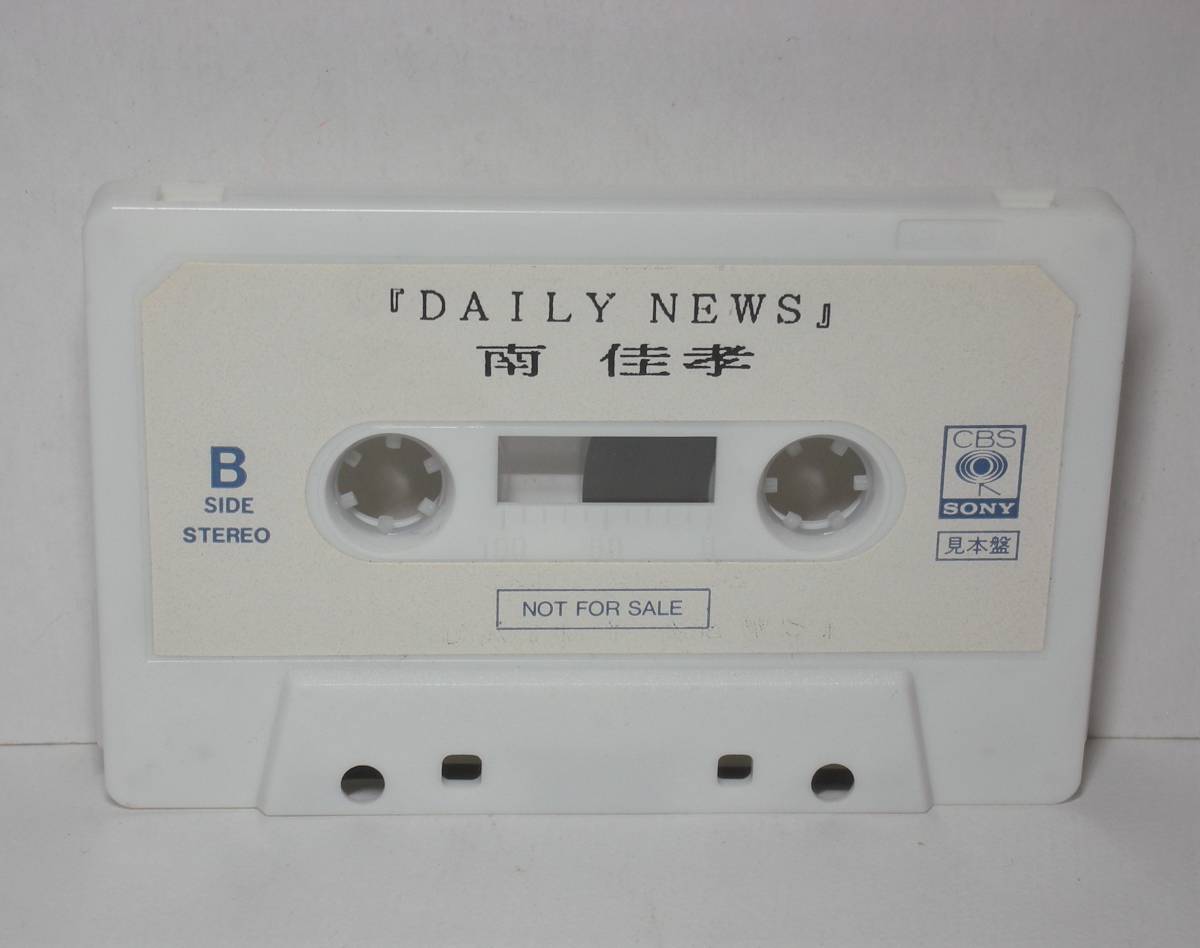 『DAILY NEWS』
南 佳孝
B
SIDE
STEREO
CBS
SONY
見本盤
NOT FOR SALE